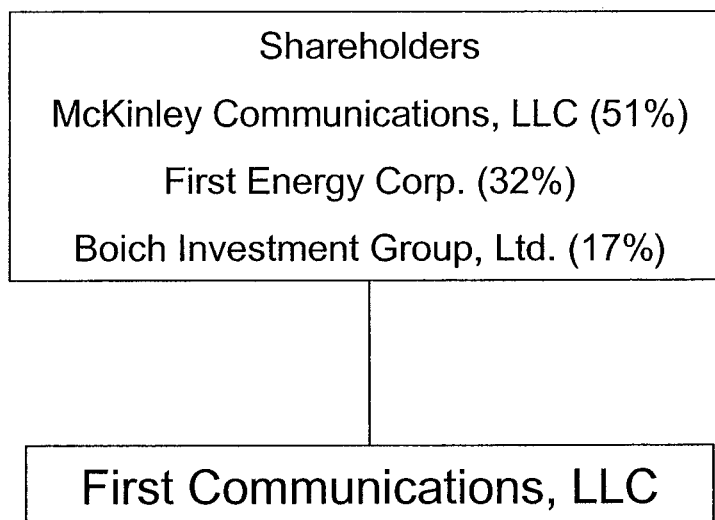 Shareholders
McKinley Communications, LLC (51%)
First Energy Corp. (32%)
Boich Investment Group, Ltd. (17%)
First Communications, LLC